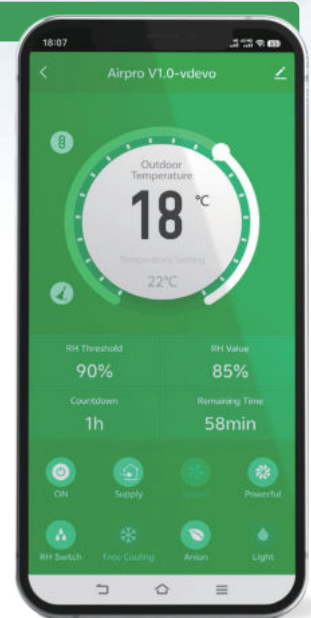 18:07
Airpro V1.0-vdevo
Outdoor
Temperature
18 °C
Temperature Setting
22°C
RH Threshold
RH Value
90%
85%
Countdown
Remaining Time
1h
58min
ON
Supply
Powerful
RH Switch
Free Cooling
Anion
Light